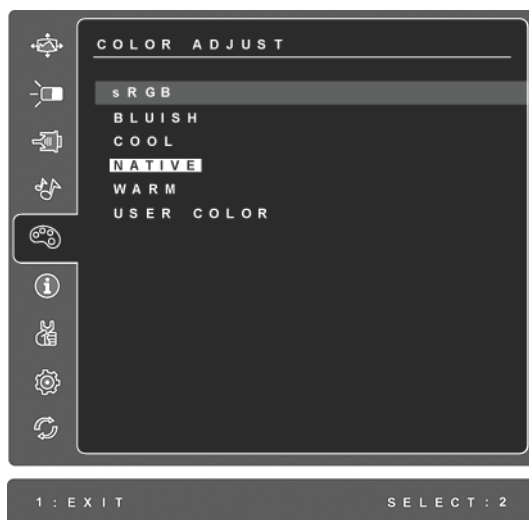 COLOR ADJUST
sRGB
BLUISH
COOL
NATIVE
WARM
USER COLOR
1:EXIT SELECT:2